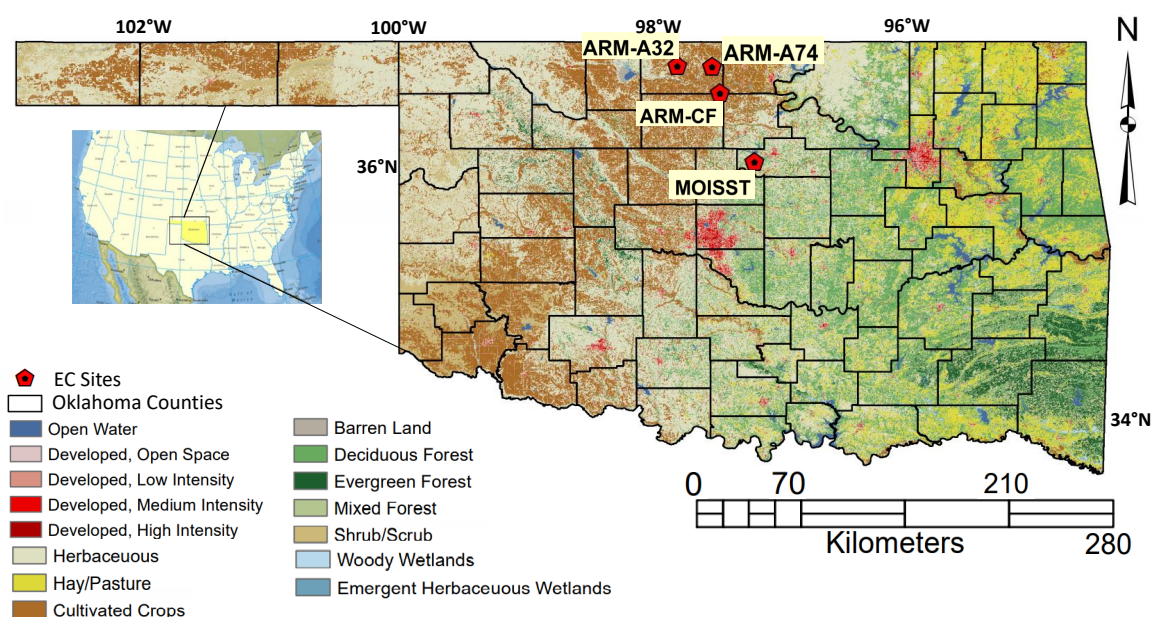 102°W
100°W
98°W
96°W
N
ARM-A32
ARM-A74
ARM-CF
36°N
MOISST
34°N
EC Sites
Oklahoma Counties
Open Water
Developed, Open Space
Developed, Low Intensity
Developed, Medium Intensity
Developed, High Intensity
Herbaceous
Hay/Pasture
Cultivated Crops
Barren Land
Deciduous Forest
Evergreen Forest
Mixed Forest
Shrub/Scrub
Woody Wetlands
Emergent Herbaceuous Wetlands
0 70 210
Kilometers
280